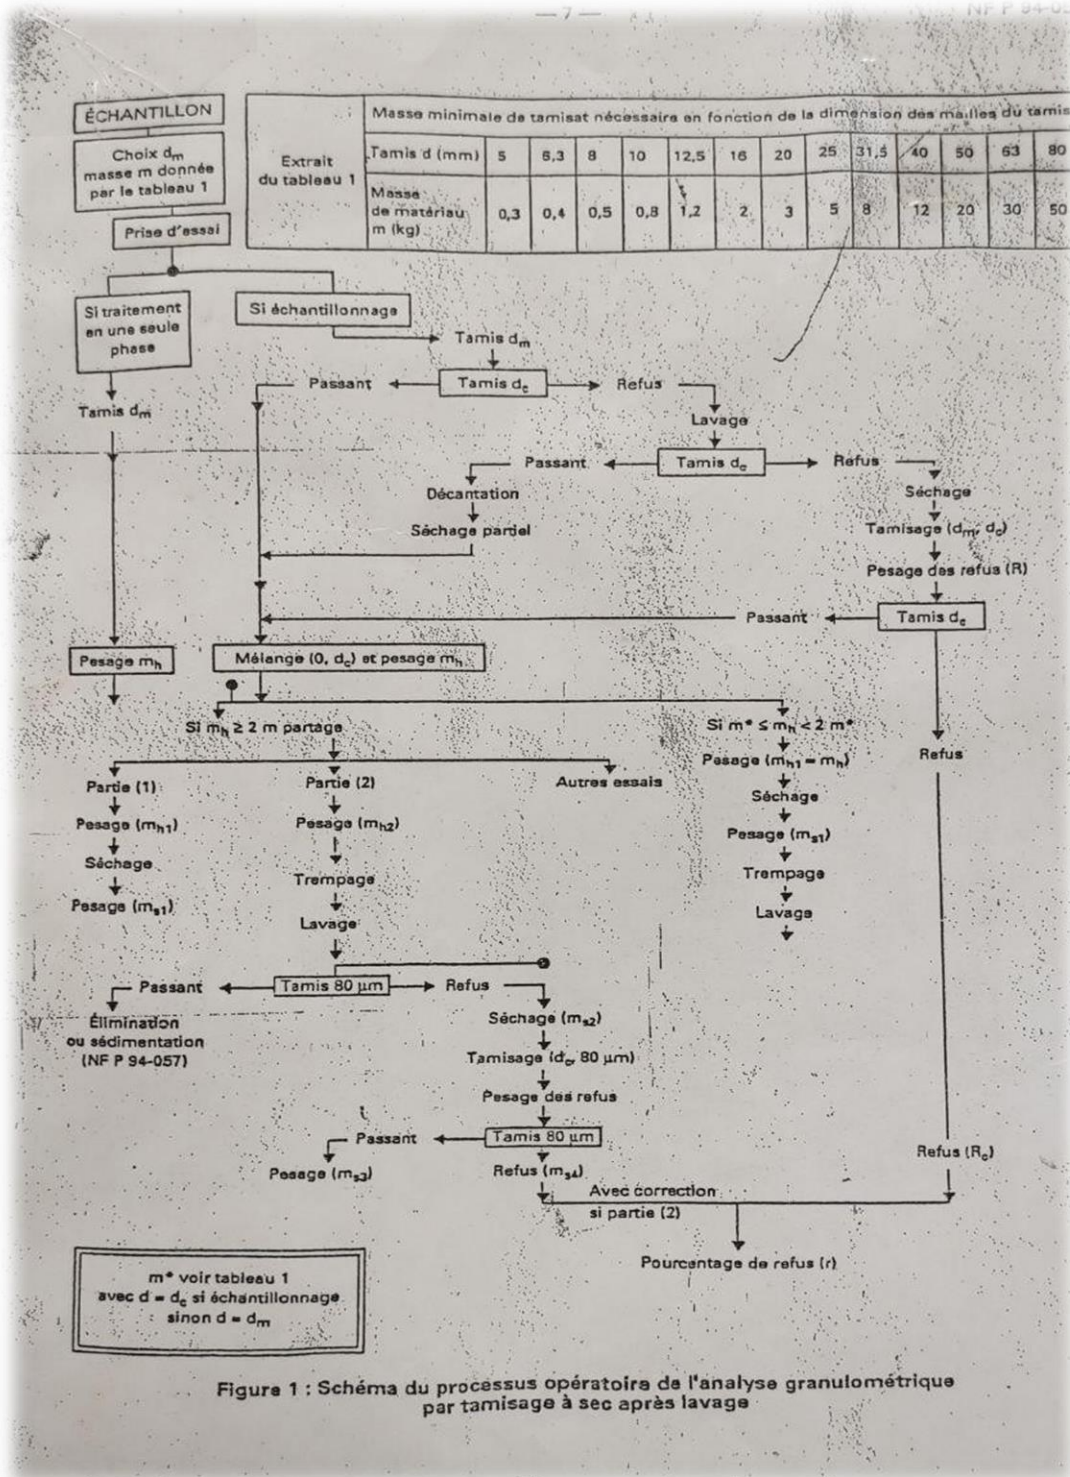 — 7 —
NF P 94-05
ÉCHANTILLON
Choix dm
masse m donnée
par le tableau 1
Prise d'essai
Extrait
du tableau 1
Masse minimale de tamisat nécessaire en fonction de la dimension des mailles du tamis
Tamis d (mm) 5 6,3 8 10 12,5 16 20 25 31,5 40 50 63 80
Masse
de matériau
m (kg)
0,3 0,4 0,5 0,8 1,2 2 3 5 8 12 20 30 50
Si traitement
en une seule
phase
Si échantillonnage
Tamis dm
Passant
Tamis dc
Refus
Tamis dm
Lavage
Passant
Tamis dc
Refus
Décantation
Séchage
Séchage partiel
Tamisage (dm, dc)
Pesage des refus (R)
Passant
Tamis dc
Pesage mh
Mélange (0, dc) et pesage mh
Si mh ≥ 2 m partage
Si m* ≤ mh < 2 m*
Refus
Partie (1)
Partie (2)
Autres essais
Pesage (mh1 = mh)
Pesage (mh1)
Pesage (mh2)
Séchage
Séchage
Pesage (ms1)
Trempage
Trempage
Pesage (ms1)
Lavage
Lavage
Passant
Tamis 80 µm
Refus
Élimination
ou sédimentation
(NF P 94-057)
Séchage (ms2)
Tamisage (dc, 80 µm)
Pesage des refus
Passant
Tamis 80 µm
Pesage (ms3)
Refus (ms4)
Refus (Rc)
Avec correction
si partie (2)
Pourcentage de refus (r)
m* voir tableau 1
avec d = dc si échantillonnage
sinon d = dm
Figure 1 : Schéma du processus opératoire de l'analyse granulométrique
par tamisage à sec après lavage